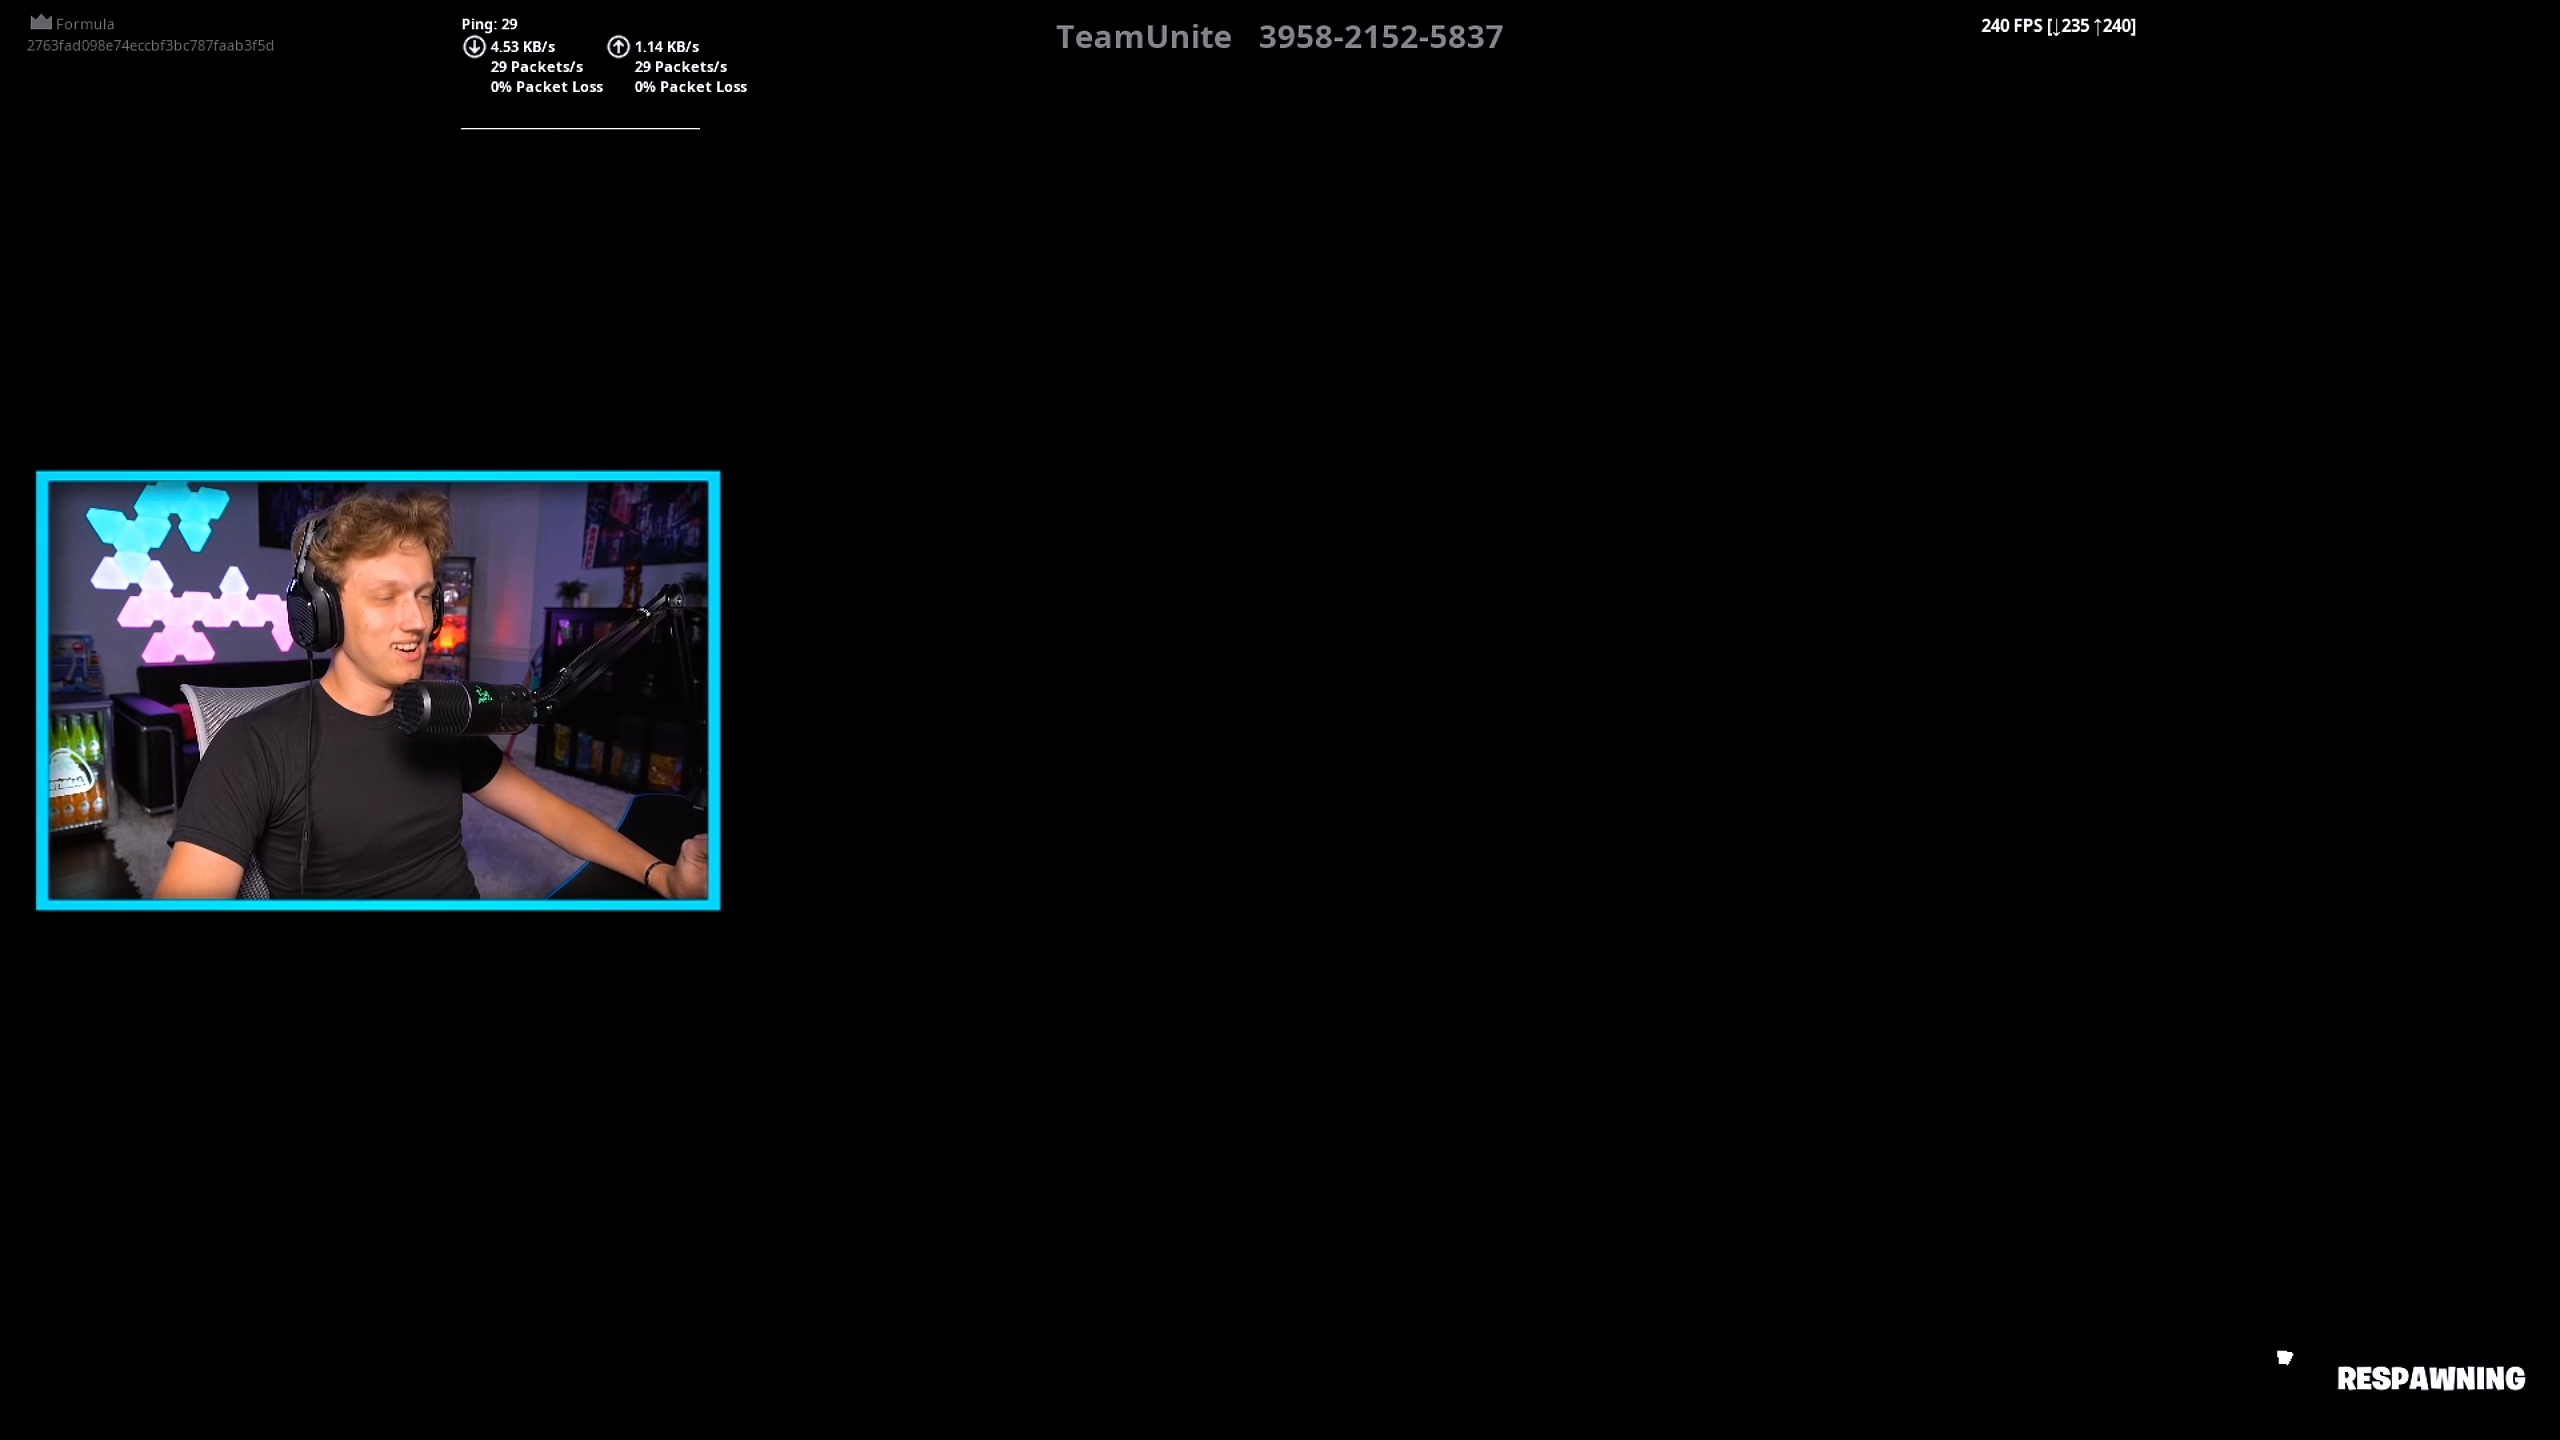 Formula
2763fad098e74eccbf3bc787faab3f5d
Ping: 29
4.53 KB/s 1.14 KB/s
29 Packets/s 29 Packets/s
0% Packet Loss 0% Packet Loss
TeamUnite 3958-2152-5837
240 FPS [↓235 ↑240]
RESPAWNING